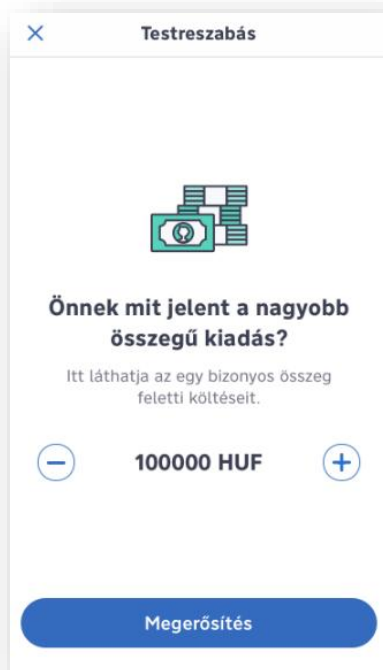 Testreszabás
Önnek mit jelent a nagyobb
összegű kiadás?
Itt láthatja az egy bizonyos összeg
feletti költéseit.
100000 HUF
Megerősítés